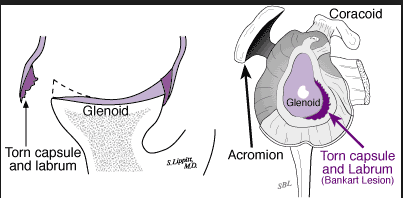 Glenoid
Torn capsule
and labrum
S. Lippitt,
M.D.
Coracoid
Glenoid
Acromion
Torn capsule
and Labrum
(Bankart Lesion)
SBL